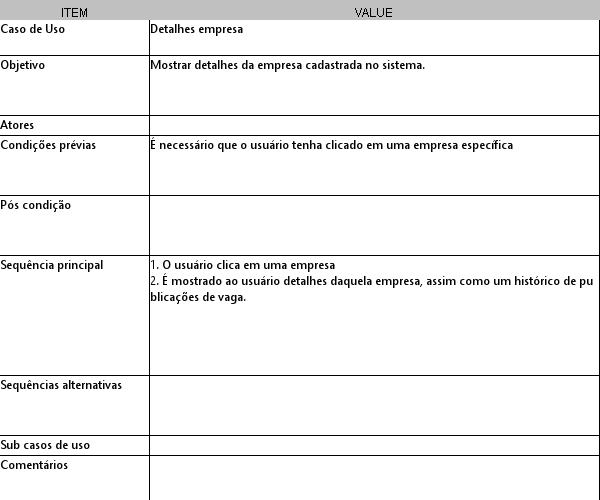 ITEM VALUE
Caso de Uso Detalhes empresa
Objetivo Mostrar detalhes da empresa cadastrada no sistema.
Atores
Condições prévias É necessário que o usuário tenha clicado em uma empresa específica
Pós condição
Sequência principal 1. O usuário clica em uma empresa
2. É mostrado ao usuário detalhes daquela empresa, assim como um histórico de pu
blicações de vaga.
Sequências alternativas
Sub casos de uso
Comentários